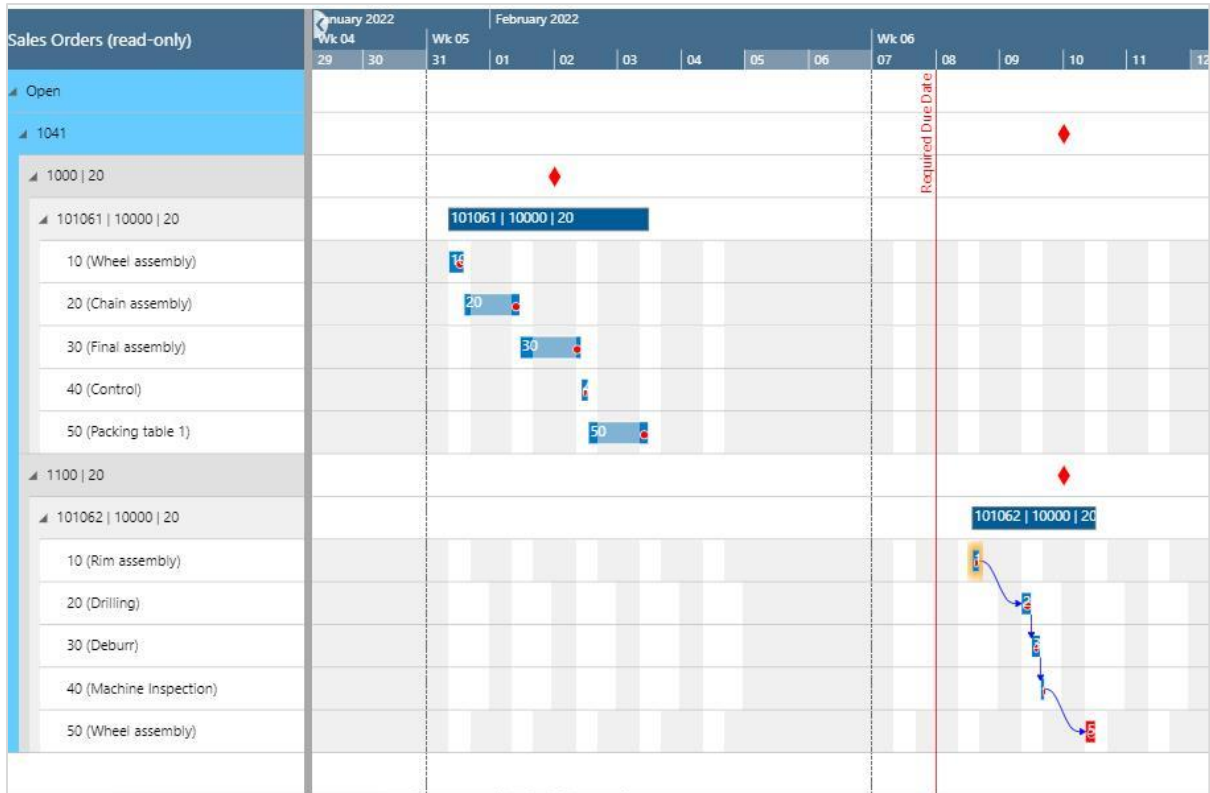 January 2022
February 2022
Sales Orders (read-only)
Wk 04
Wk 05
Wk 06
29 30 31 01 02 03 04 05 06 07 08 09 10 11 12
Open
Required Due Date
1041
1000 | 20
101061 | 10000 | 20
101061 | 10000 | 20
10 (Wheel assembly)
20 (Chain assembly)
20
30 (Final assembly)
30
40 (Control)
50 (Packing table 1)
50
1100 | 20
101062 | 10000 | 20
101062 | 10000 | 20
10 (Rim assembly)
20 (Drilling)
30 (Deburr)
40 (Machine Inspection)
50 (Wheel assembly)